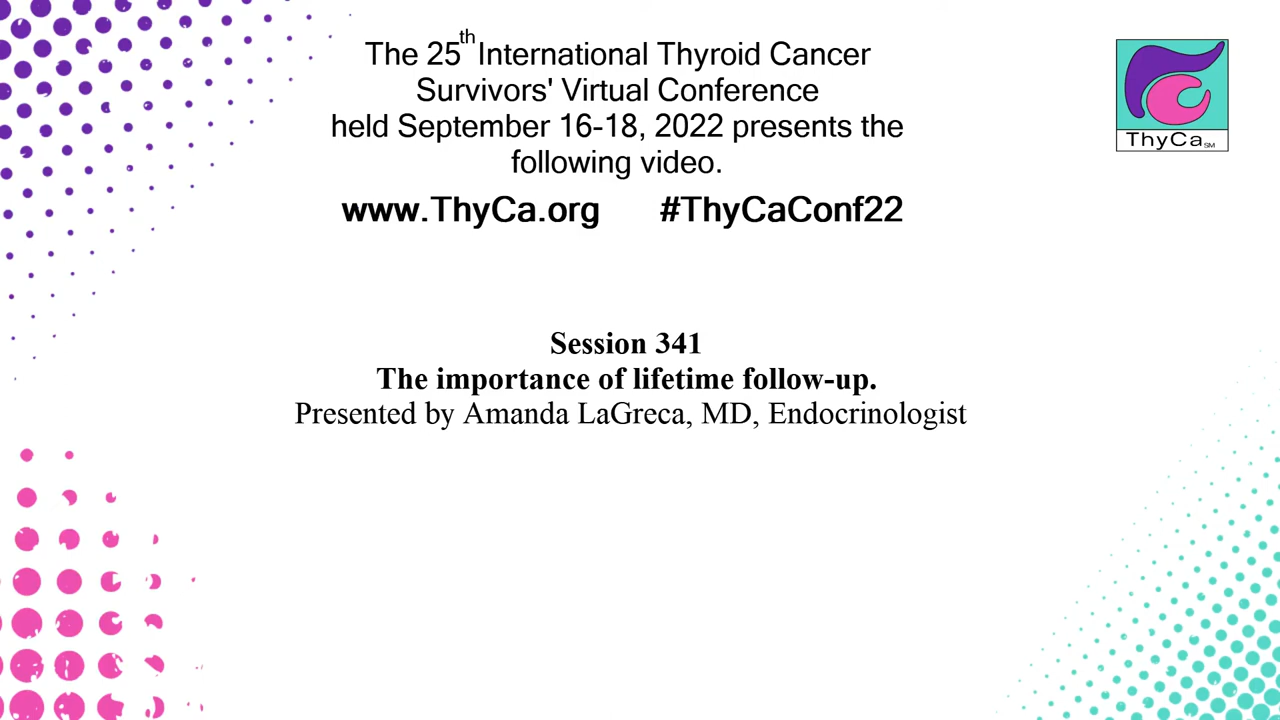 The 25th International Thyroid Cancer
Survivors' Virtual Conference
held September 16-18, 2022 presents the
following video.
www.ThyCa.org #ThyCaConf22
ThyCa SM
Session 341
The importance of lifetime follow-up.
Presented by Amanda LaGreca, MD, Endocrinologist